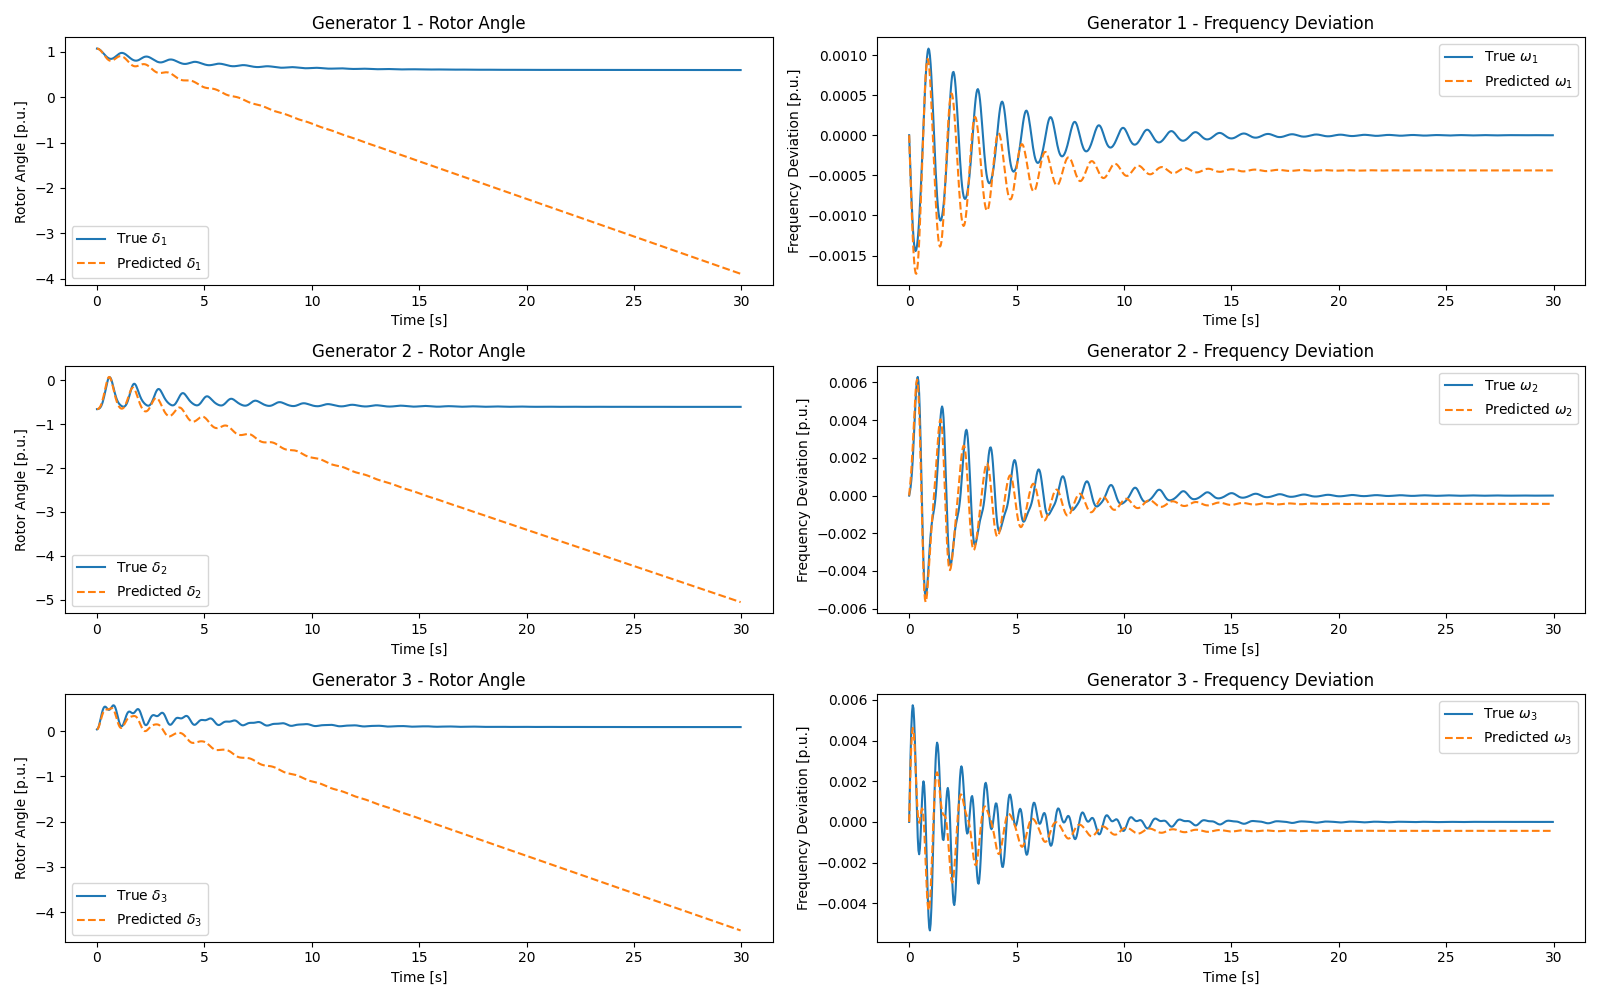 Generator 1 - Rotor Angle
Rotor Angle [p.u.]
1
0
−1
−2
−3
−4
True δ1
Predicted δ1
0 5 10 15 20 25 30
Time [s]
Generator 1 - Frequency Deviation
Frequency Deviation [p.u.]
0.0010
0.0005
0.0000
−0.0005
−0.0010
−0.0015
True ω1
Predicted ω1
0 5 10 15 20 25 30
Time [s]
Generator 2 - Rotor Angle
Rotor Angle [p.u.]
0
−1
−2
−3
−4
−5
True δ2
Predicted δ2
0 5 10 15 20 25 30
Time [s]
Generator 2 - Frequency Deviation
Frequency Deviation [p.u.]
0.006
0.004
0.002
0.000
−0.002
−0.004
−0.006
True ω2
Predicted ω2
0 5 10 15 20 25 30
Time [s]
Generator 3 - Rotor Angle
Rotor Angle [p.u.]
0
−1
−2
−3
−4
True δ3
Predicted δ3
0 5 10 15 20 25 30
Time [s]
Generator 3 - Frequency Deviation
Frequency Deviation [p.u.]
0.006
0.004
0.002
0.000
−0.002
−0.004
True ω3
Predicted ω3
0 5 10 15 20 25 30
Time [s]